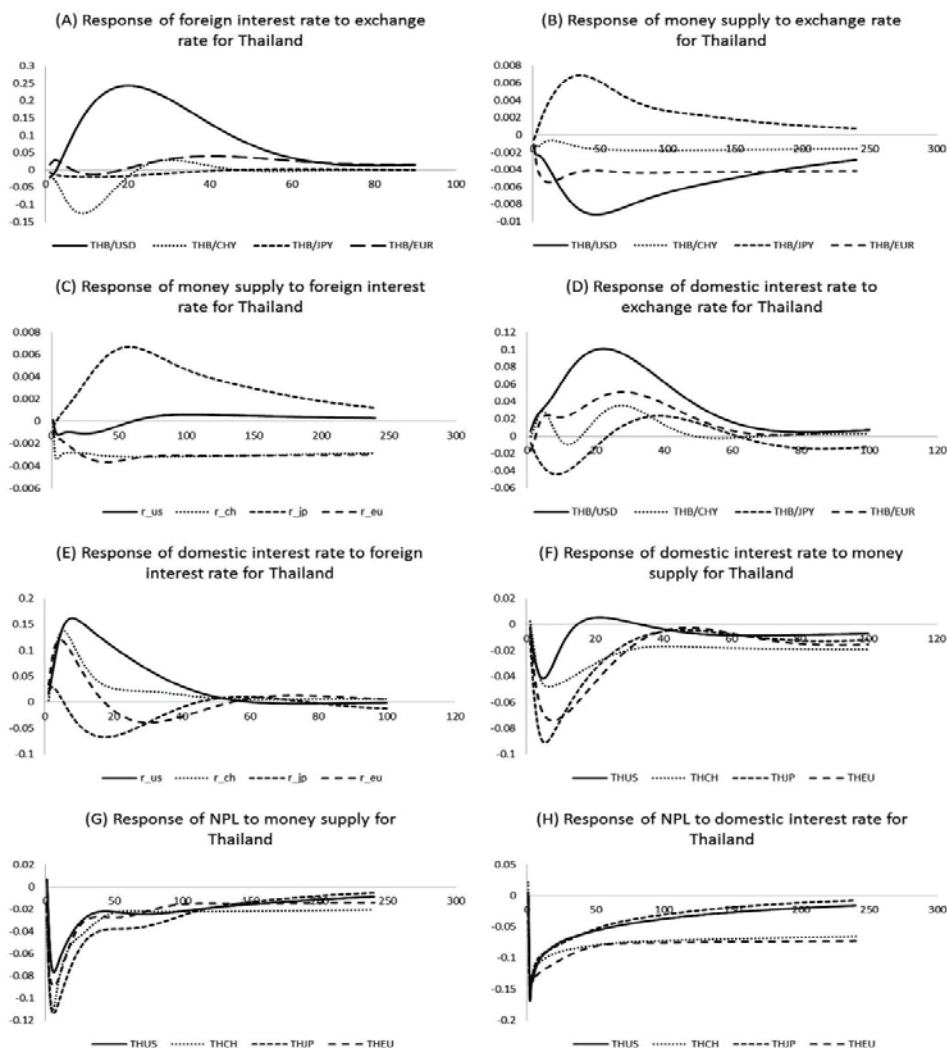 (A) Response of foreign interest rate to exchange
rate for Thailand
0.3
0.25
0.2
0.15
0.1
0.05
0
-0.05
-0.1
-0.15
0 20 40 60 80 100
THB/USD THB/CHY THB/JPY THB/EUR
(B) Response of money supply to exchange rate
for Thailand
0.008
0.006
0.004
0.002
0
-0.002
-0.004
-0.006
-0.008
-0.01
0 50 100 150 200 250 300
THB/USD THB/CHY THB/JPY THB/EUR
(C) Response of money supply to foreign interest
rate for Thailand
0.008
0.006
0.004
0.002
0
-0.002
-0.004
-0.006
0 50 100 150 200 250 300
r_us r_ch r_jp r_eu
(D) Response of domestic interest rate to
exchange rate for Thailand
0.12
0.1
0.08
0.06
0.04
0.02
0
-0.02
-0.04
-0.06
0 20 40 60 80 100 120
THB/USD THB/CHY THB/JPY THB/EUR
(E) Response of domestic interest rate to foreign
interest rate for Thailand
0.2
0.15
0.1
0.05
0
-0.05
-0.1
0 20 40 60 80 100 120
r_us r_ch r_jp r_eu
(F) Response of domestic interest rate to money
supply for Thailand
0.02
0
-0.02
-0.04
-0.06
-0.08
-0.1
0 20 40 60 80 100 120
THUS THCH THJP THEU
(G) Response of NPL to money supply for
Thailand
0.02
0
-0.02
-0.04
-0.06
-0.08
-0.1
-0.12
0 50 100 150 200 250 300
THUS THCH THJP THEU
(H) Response of NPL to domestic interest rate for
Thailand
0.05
0
-0.05
-0.1
-0.15
-0.2
0 50 100 150 200 250 300
THUS THCH THJP THEU